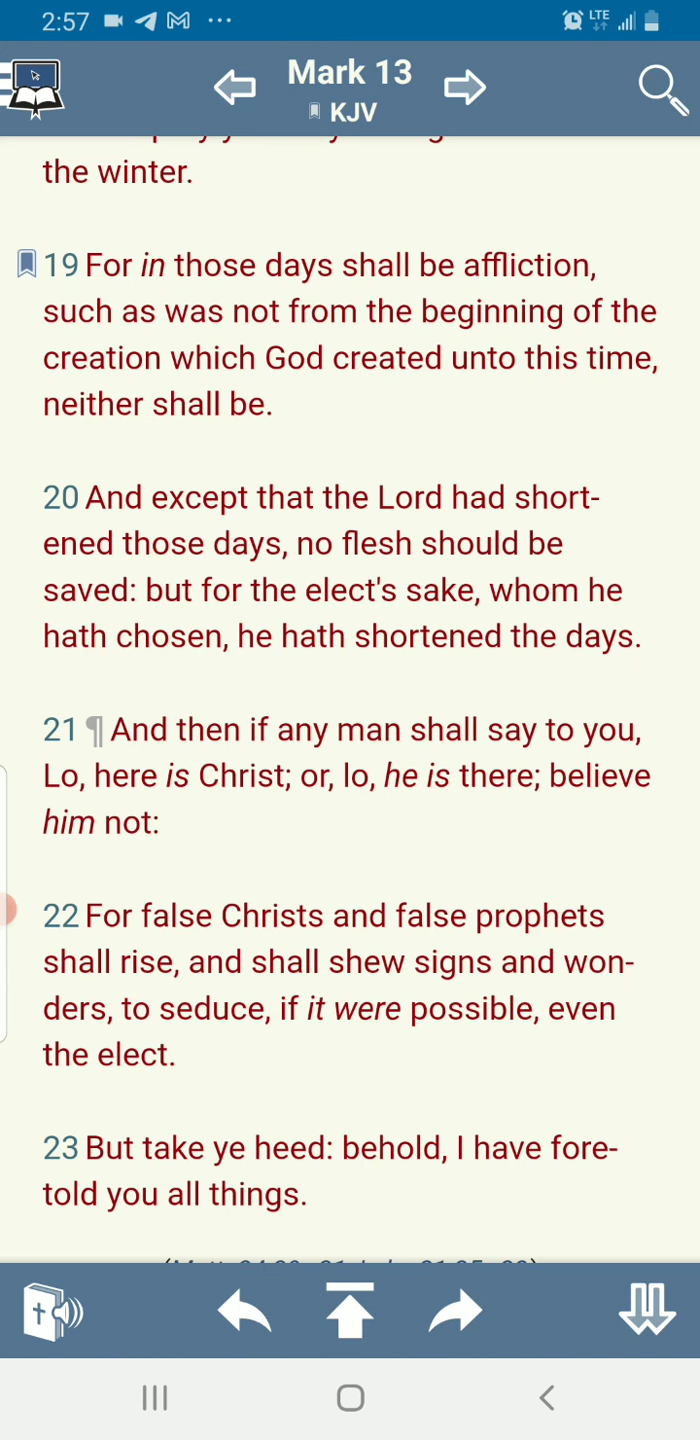 2:57
LTE
Mark 13
KJV
the winter.
19 For in those days shall be affliction,
such as was not from the beginning of the
creation which God created unto this time,
neither shall be.
20 And except that the Lord had short-
ened those days, no flesh should be
saved: but for the elect's sake, whom he
hath chosen, he hath shortened the days.
21 ¶ And then if any man shall say to you,
Lo, here is Christ; or, lo, he is there; believe
him not:
22 For false Christs and false prophets
shall rise, and shall shew signs and won-
ders, to seduce, if it were possible, even
the elect.
23 But take ye heed: behold, I have fore-
told you all things.